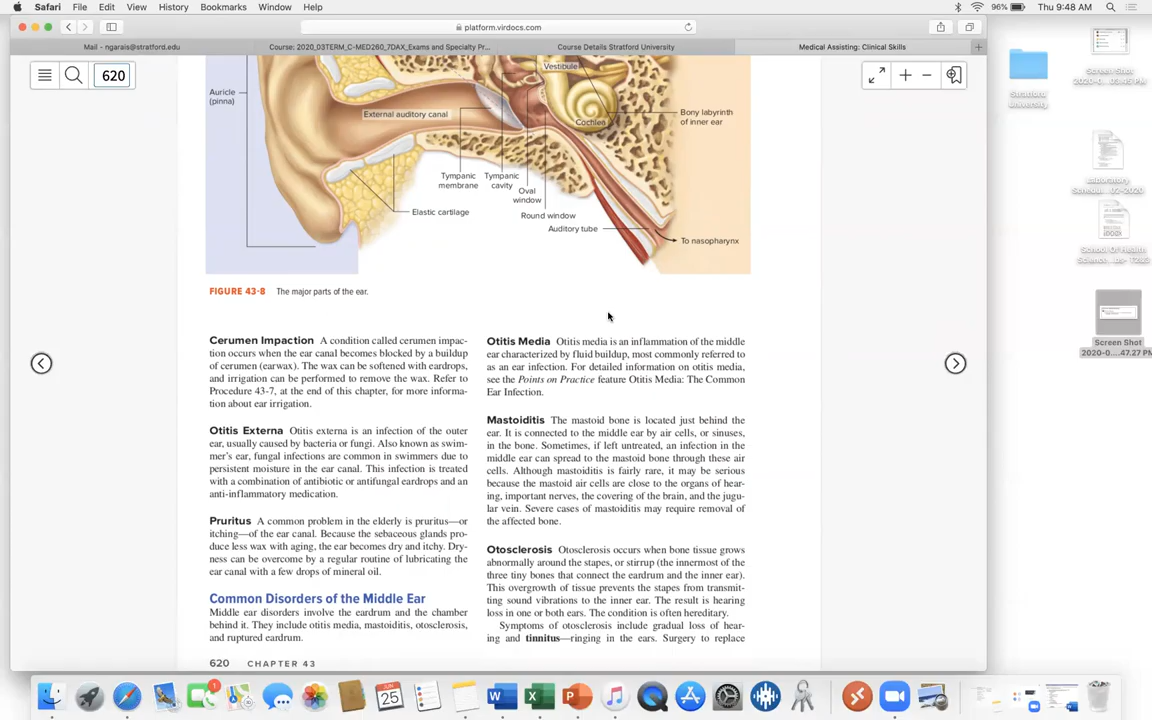 Safari File Edit View History Bookmarks Window Help
96% Thu 9:48 AM
platform.virdocs.com
Mail - ngarais@stratford.edu
Course: 2020_03TERM_C-MED260_7DAX_Exams and Specialty Pr...
Course Details Stratford University
Medical Assisting: Clinical Skills
620
Auricle
(pinna)
External auditory canal
Vestibule
Cochlea
Bony labyrinth
of inner ear
Tympanic
membrane
Tympanic
cavity
Oval
window
Round window
Auditory tube
Elastic cartilage
To nasopharynx
FIGURE 43-8 The major parts of the ear.
Cerumen Impaction A condition called cerumen impac-
tion occurs when the ear canal becomes blocked by a buildup
of cerumen (earwax). The wax can be softened with eardrops,
and irrigation can be performed to remove the wax. Refer to
Procedure 43-7, at the end of this chapter, for more informa-
tion about ear irrigation.
Otitis Externa Otitis externa is an infection of the outer
ear, usually caused by bacteria or fungi. Also known as swim-
mer's ear, fungal infections are common in swimmers due to
persistent moisture in the ear canal. This infection is treated
with a combination of antibiotic or antifungal eardrops and an
anti-inflammatory medication.
Pruritus A common problem in the elderly is pruritus—or
itching—of the ear canal. Because the sebaceous glands pro-
duce less wax with aging, the ear becomes dry and itchy. Dry-
ness can be overcome by a regular routine of lubricating the
ear canal with a few drops of mineral oil.
Common Disorders of the Middle Ear
Middle ear disorders involve the eardrum and the chamber
behind it. They include otitis media, mastoiditis, otosclerosis,
and ruptured eardrum.
620 CHAPTER 43
Otitis Media Otitis media is an inflammation of the middle
ear characterized by fluid buildup, most commonly referred to
as an ear infection. For detailed information on otitis media,
see the Points on Practice feature Otitis Media: The Common
Ear Infection.
Mastoiditis The mastoid bone is located just behind the
ear. It is connected to the middle ear by air cells, or sinuses,
in the bone. Sometimes, if left untreated, an infection in the
middle ear can spread to the mastoid bone through these air
cells. Although mastoiditis is fairly rare, it may be serious
because the mastoid air cells are close to the organs of hear-
ing, important nerves, the covering of the brain, and the jugu-
lar vein. Severe cases of mastoiditis may require removal of
the affected bone.
Otosclerosis Otosclerosis occurs when bone tissue grows
abnormally around the stapes, or stirrup (the innermost of the
three tiny bones that connect the eardrum and the inner ear).
This overgrowth of tissue prevents the stapes from transmit-
ting sound vibrations to the inner ear. The result is hearing
loss in one or both ears. The condition is often hereditary.
Symptoms of otosclerosis include gradual loss of hear-
ing and tinnitus—ringing in the ears. Surgery to replace
Screen Shot
Stratford
university
School Of Health
Screen Shot
2020-0....47.27 PM
1
JUN
25